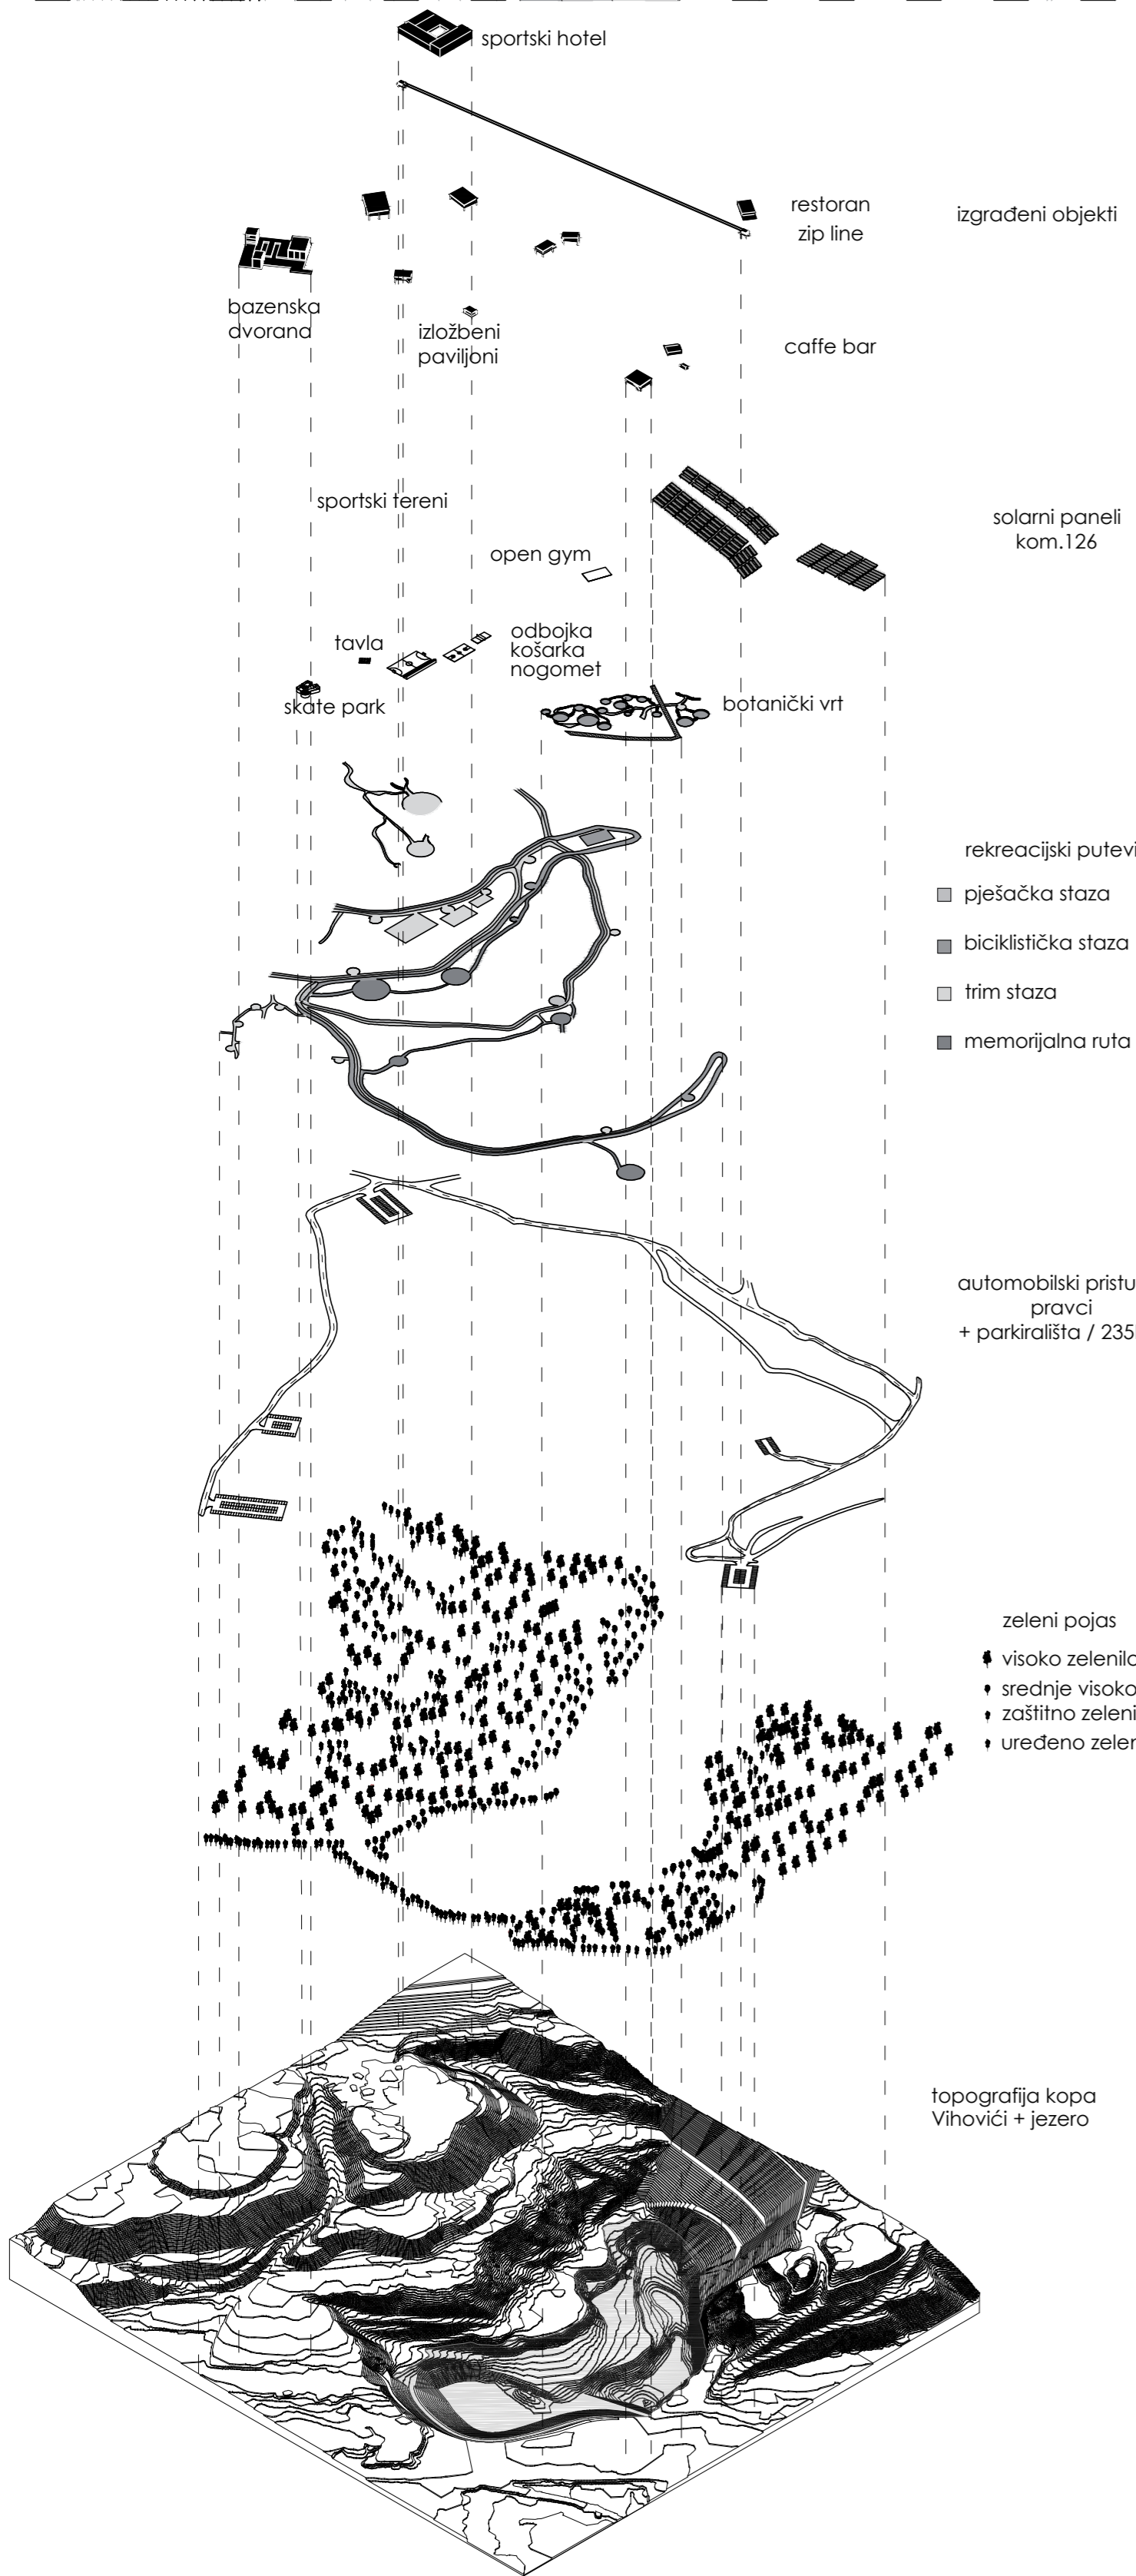 sportski hotel
restoran
zip line
izgrađeni objekti
bazenska
dvorana
izložbeni
paviljoni
caffe bar
sportski tereni
solarni paneli
kom.126
open gym
tavla
odbojka
košarka
nogomet
skate park
botanički vrt
rekreacijski putevi
pješačka staza
biciklistička staza
trim staza
memorijalna ruta
automobilski pristu
pravci
+ parkirališta / 235
zeleni pojas
visoko zelenilo
srednje visoko
zaštitno zeleni
uređeno zelen
topografija kopa
Vihovići + jezero